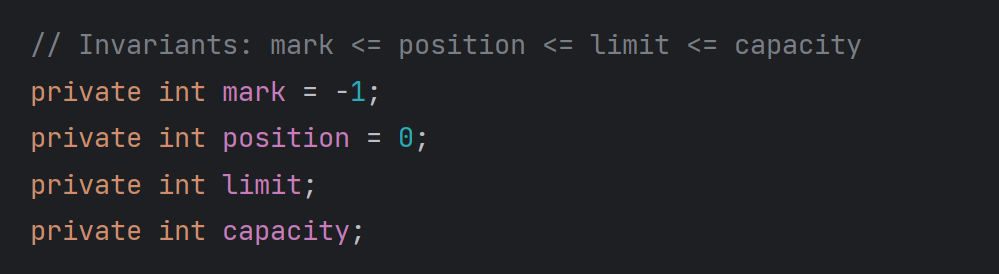 // Invariants: mark <= position <= limit <= capacity
private int mark = -1;
private int position = 0;
private int limit;
private int capacity;